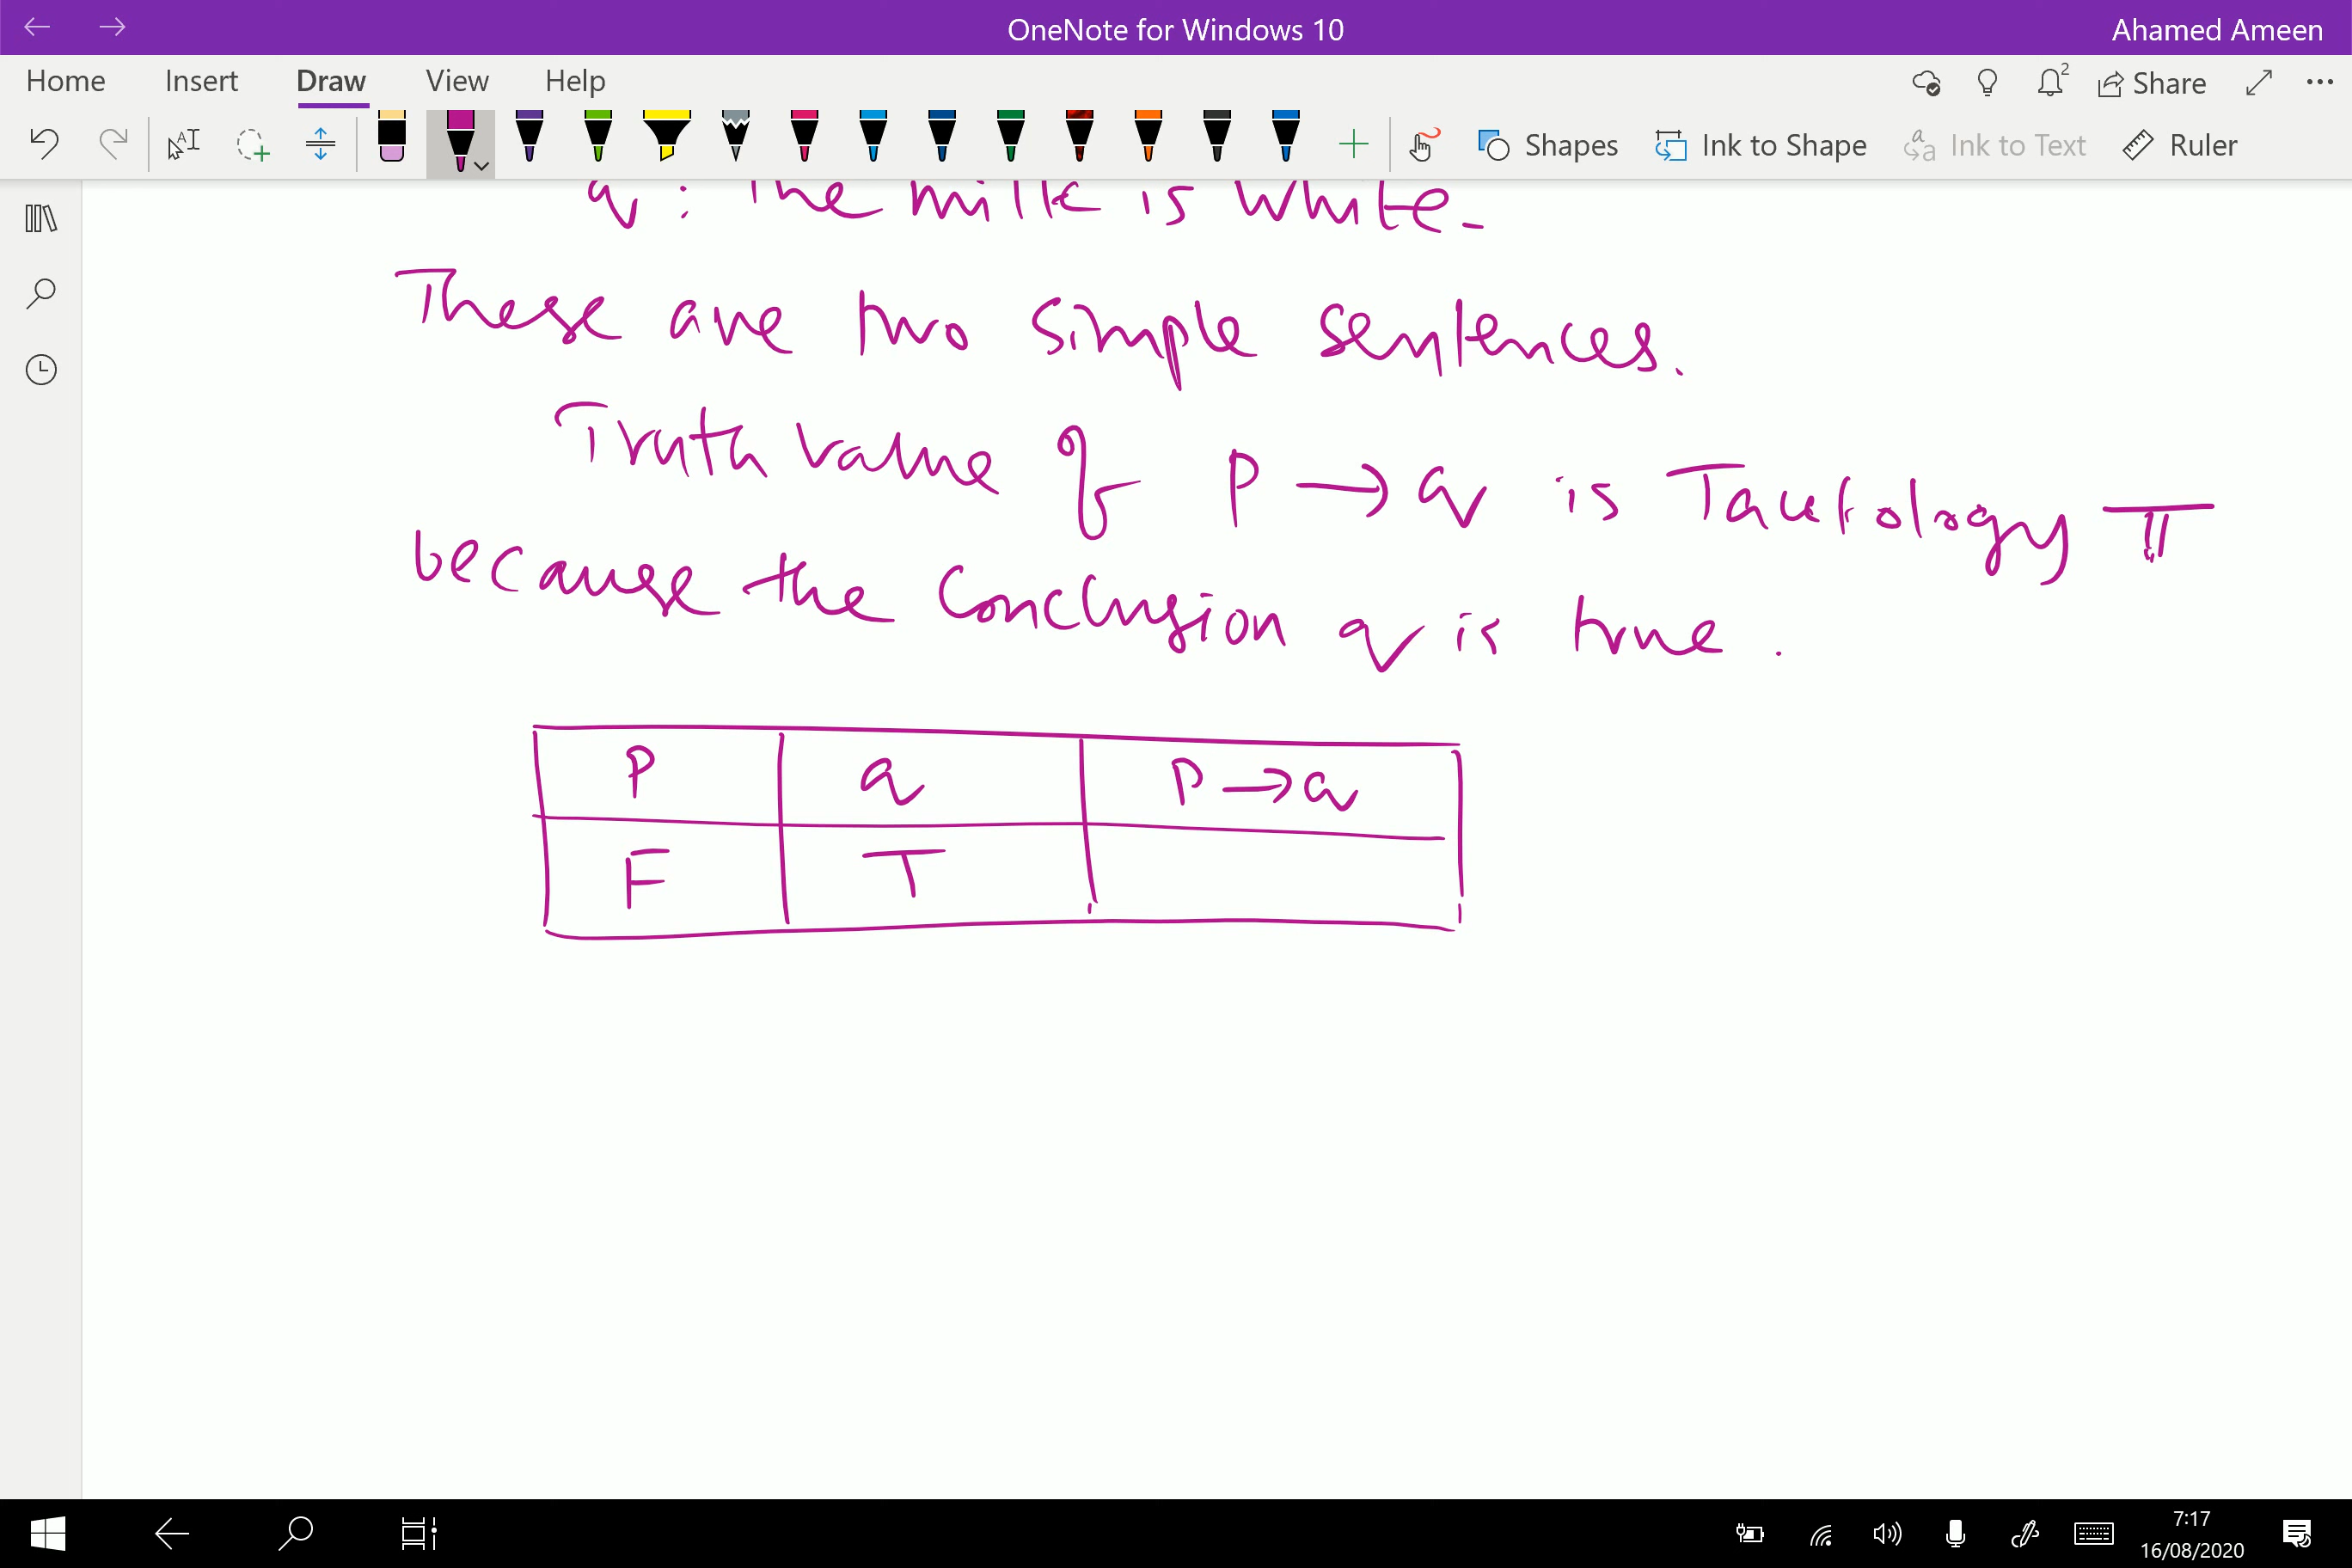 OneNote for Windows 10 Ahamed Ameen
Home Insert Draw View Help 2 Share
Shapes Ink to Shape Ink to Text Ruler
q : The milk is white.
These are two simple sentences.
Truth value of P → q is Tautology T
because the conclusion q is true.
P q P → q
F T
7:17
16/08/2020